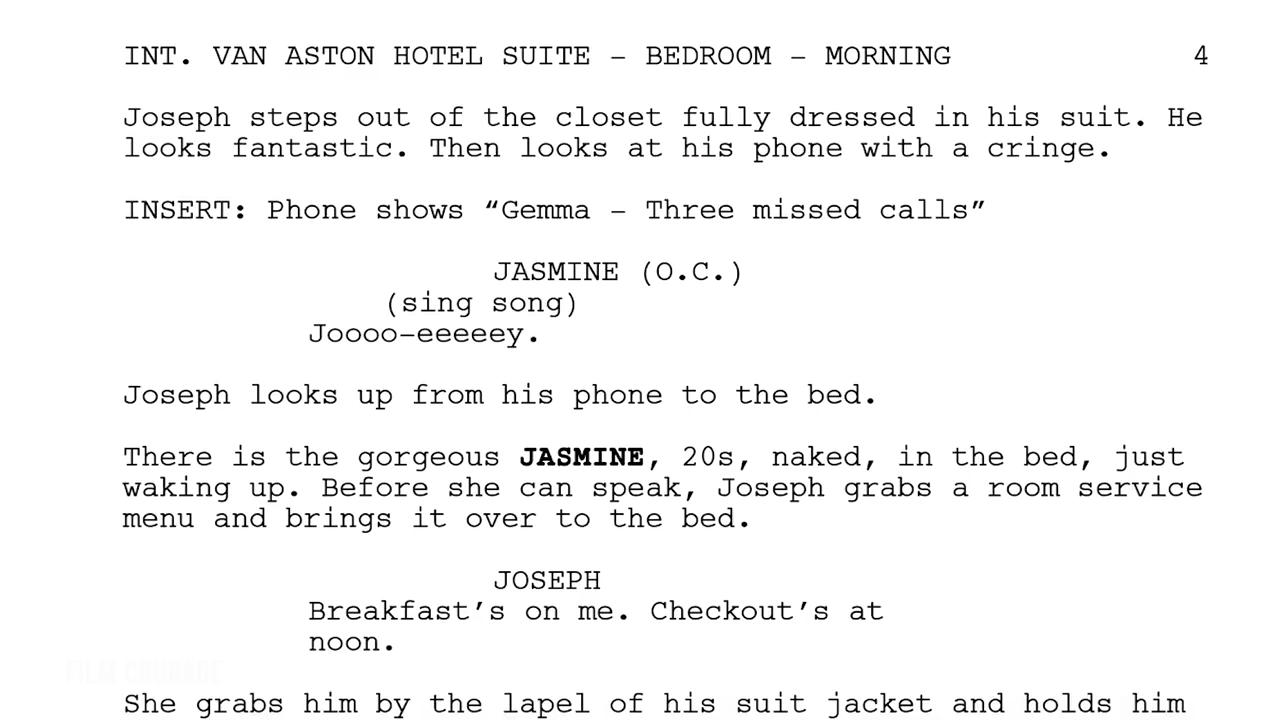 INT. VAN ASTON HOTEL SUITE – BEDROOM – MORNING 4
Joseph steps out of the closet fully dressed in his suit. He
looks fantastic. Then looks at his phone with a cringe.
INSERT: Phone shows “Gemma – Three missed calls”
JASMINE (O.C.)
(sing song)
Joooo–eeeeey.
Joseph looks up from his phone to the bed.
There is the gorgeous JASMINE, 20s, naked, in the bed, just
waking up. Before she can speak, Joseph grabs a room service
menu and brings it over to the bed.
JOSEPH
Breakfast’s on me. Checkout’s at
noon.
FILM COURAGE
She grabs him by the lapel of his suit jacket and holds him